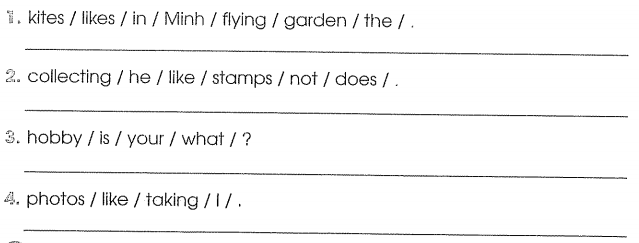 1. kites / likes / in / Minh / flying / garden / the / .
2. collecting / he / like / stamps / not / does / .
3. hobby / is / your / what / ?
4. photos / like / taking / I / .